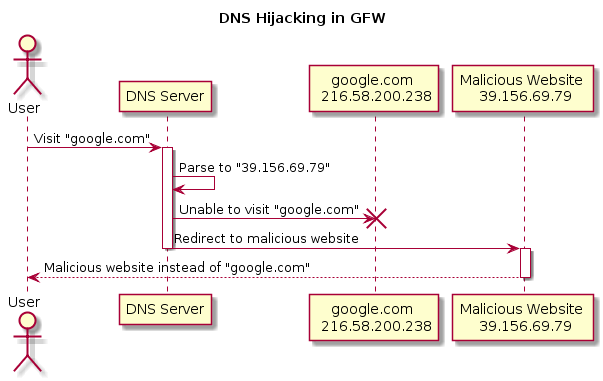 DNS Hijacking in GFW
User
DNS Server
google.com
216.58.200.238
Malicious Website
39.156.69.79
Visit "google.com"
Parse to "39.156.69.79"
Unable to visit "google.com"
Redirect to malicious website
Malicious website instead of "google.com"
User
DNS Server
google.com
216.58.200.238
Malicious Website
39.156.69.79